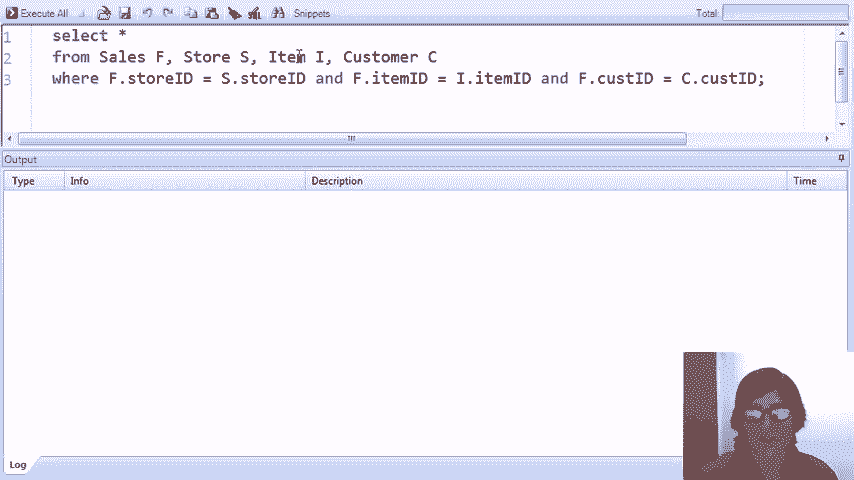 Execute All Snippets Total:
1 select *
2 from Sales F, Store S, Item I, Customer C
3 where F.storeID = S.storeID and F.itemID = I.itemID and F.custID = C.custID;
Output
Type Info Description Time
Log